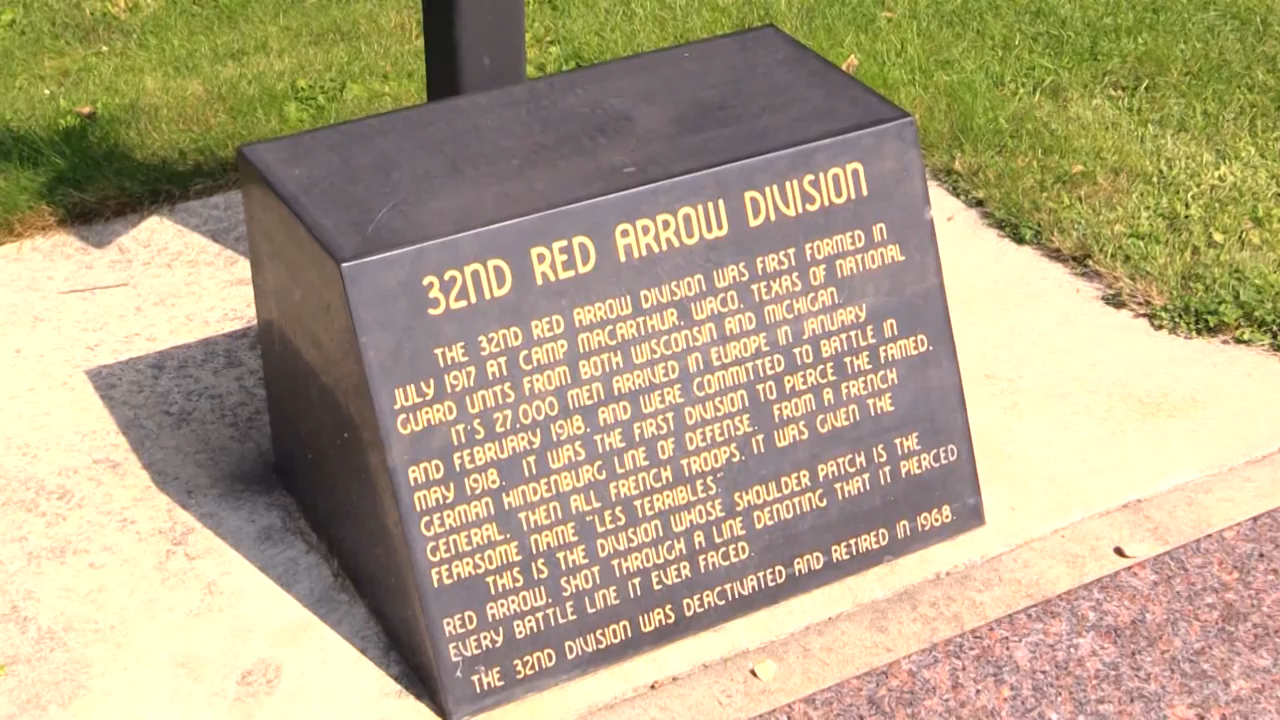 32ND RED ARROW DIVISION
THE 32ND RED ARROW DIVISION WAS FIRST FORMED IN
JULY 1917 AT CAMP MACARTHUR, WACO, TEXAS OF NATIONAL
GUARD UNITS FROM BOTH WISCONSIN AND MICHIGAN.
IT'S 27,000 MEN ARRIVED IN EUROPE IN JANUARY
AND FEBRUARY 1918, AND WERE COMMITTED TO BATTLE IN
MAY 1918. IT WAS THE FIRST DIVISION TO PIERCE THE FAMED,
GERMAN HINDENBURG LINE OF DEFENSE. FROM A FRENCH
GENERAL, THEN ALL FRENCH TROOPS, IT WAS GIVEN THE
FEARSOME NAME "LES TERRIBLES."
THIS IS THE DIVISION WHOSE SHOULDER PATCH IS THE
RED ARROW, SHOT THROUGH A LINE DENOTING THAT IT PIERCED
EVERY BATTLE LINE IT EVER FACED.
THE 32ND DIVISION WAS DEACTIVATED AND RETIRED IN 1968.